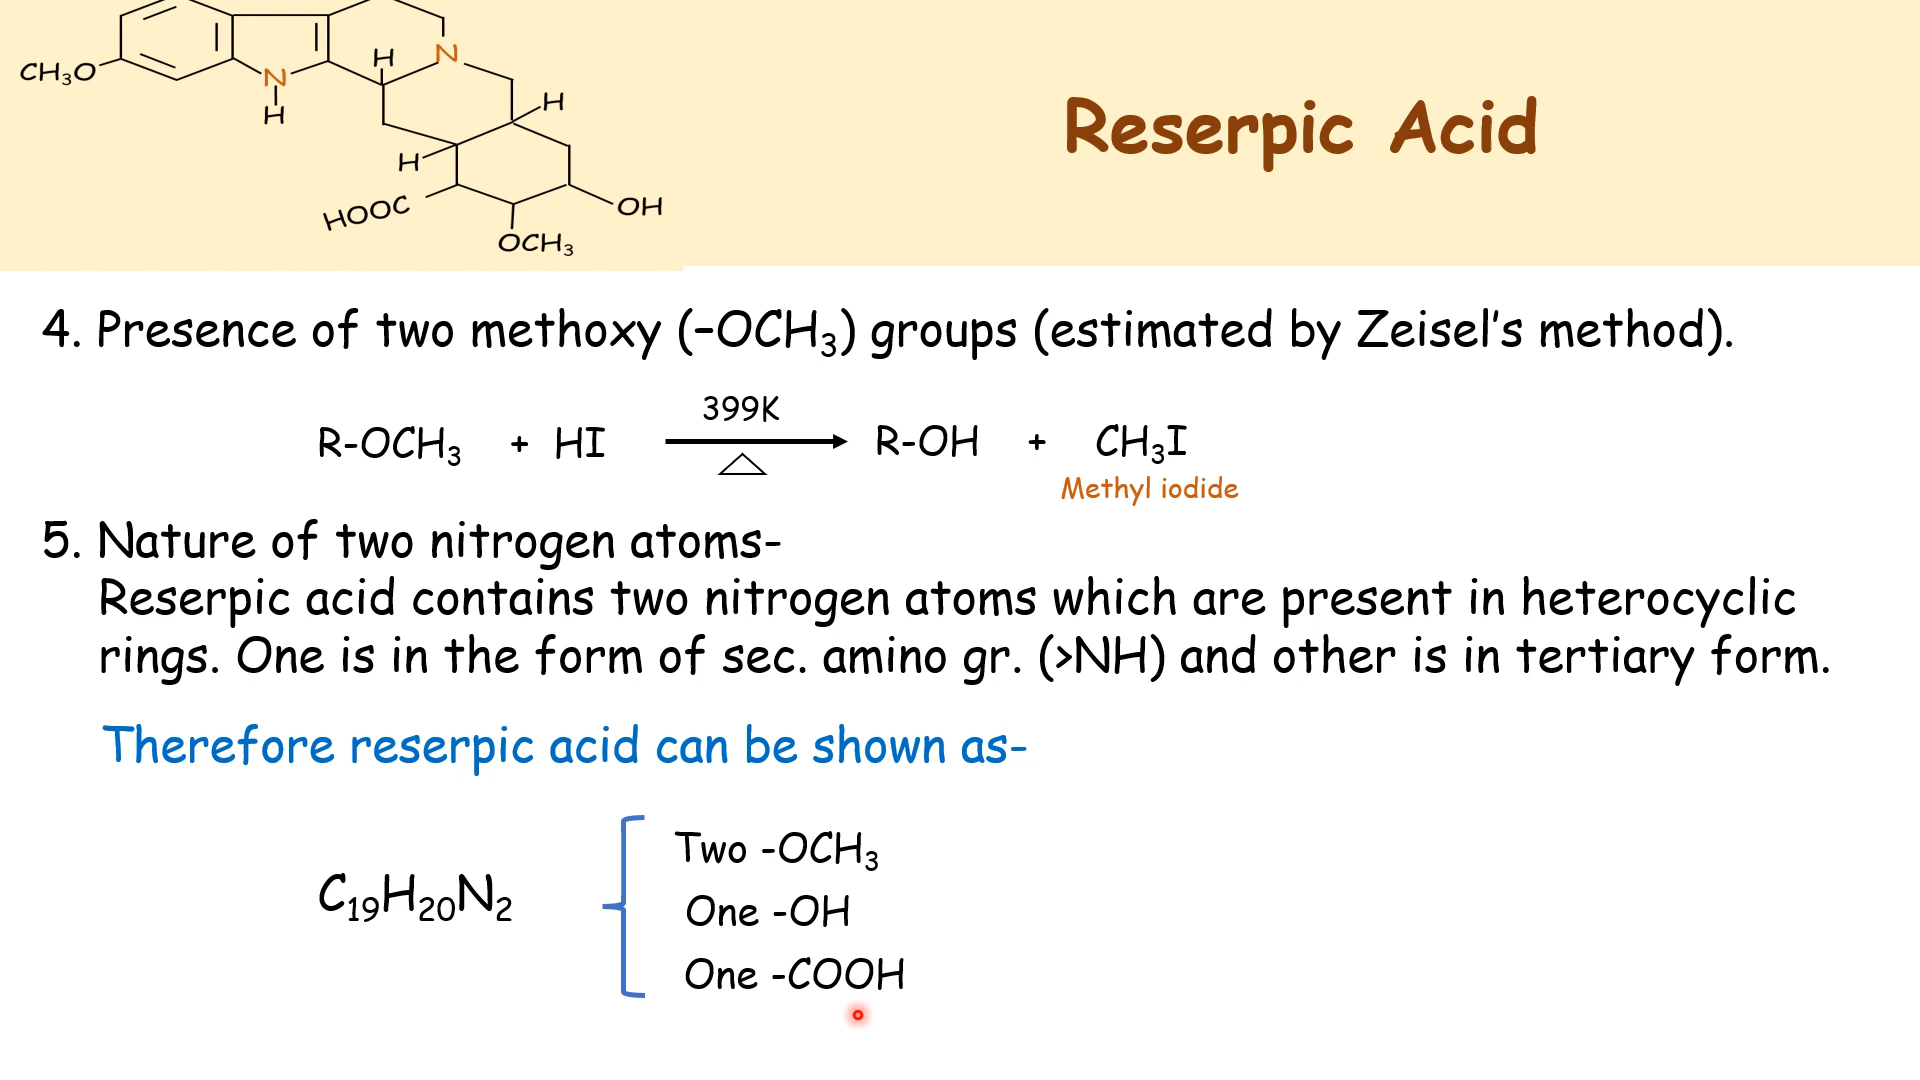 CH₃O
N
H
H
N
H
H
HOOC
OH
OCH₃
Reserpic Acid
4. Presence of two methoxy (–OCH₃) groups (estimated by Zeisel’s method).
399K
R-OCH₃ + HI R-OH + CH₃I
Methyl iodide
5. Nature of two nitrogen atoms-
Reserpic acid contains two nitrogen atoms which are present in heterocyclic
rings. One is in the form of sec. amino gr. (>NH) and other is in tertiary form.
Therefore reserpic acid can be shown as-
C₁₉H₂₀N₂
Two -OCH₃
One -OH
One -COOH